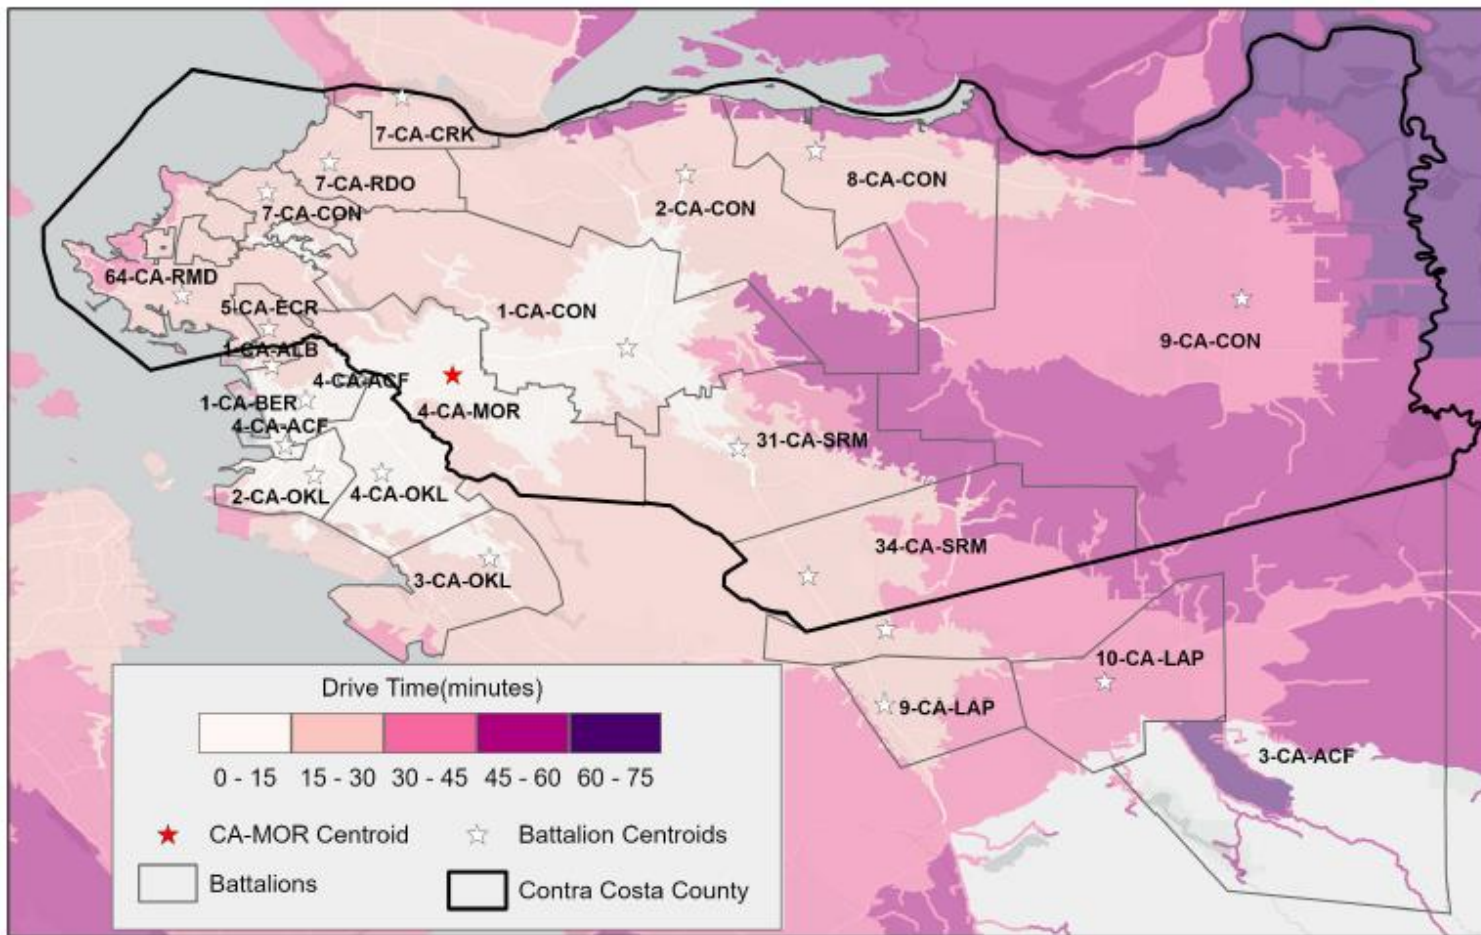 7-CA-CRK
7-CA-RDO
8-CA-CON
7-CA-CON
2-CA-CON
64-CA-RMD
5-CA-ECR
1-CA-CON
9-CA-CON
1-CA-ALB
4-CA-ACF
1-CA-BER
4-CA-MOR
4-CA-ACF
31-CA-SRM
2-CA-OKL
4-CA-OKL
34-CA-SRM
3-CA-OKL
10-CA-LAP
9-CA-LAP
3-CA-ACF
Drive Time(minutes)
0 - 15
15 - 30
30 - 45
45 - 60
60 - 75
CA-MOR Centroid
Battalion Centroids
Battalions
Contra Costa County